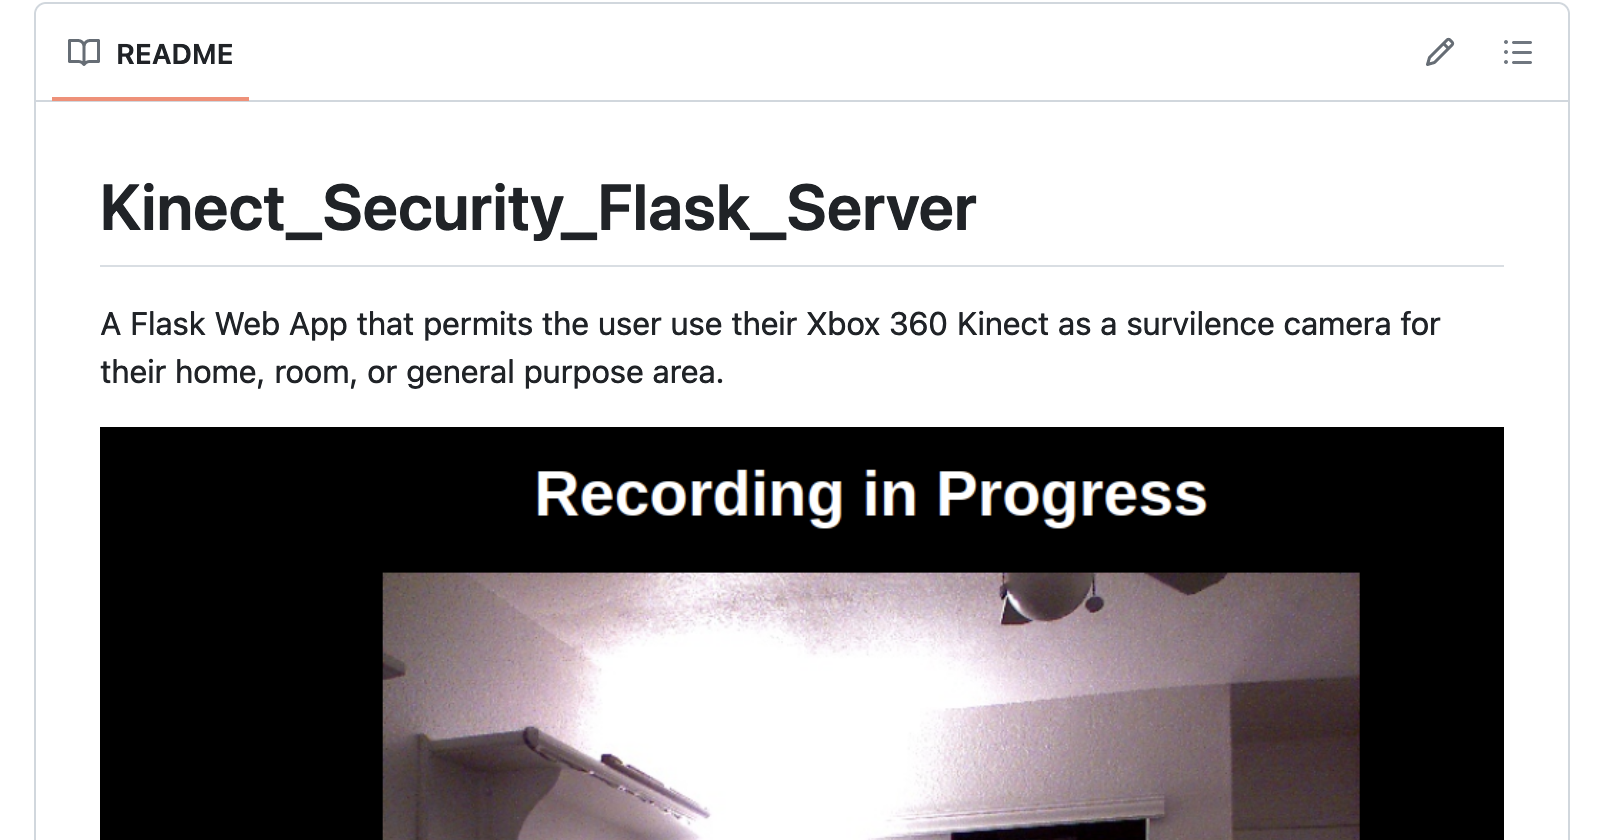 README
Kinect_Security_Flask_Server
A Flask Web App that permits the user use their Xbox 360 Kinect as a survilence camera for
their home, room, or general purpose area.
Recording in Progress